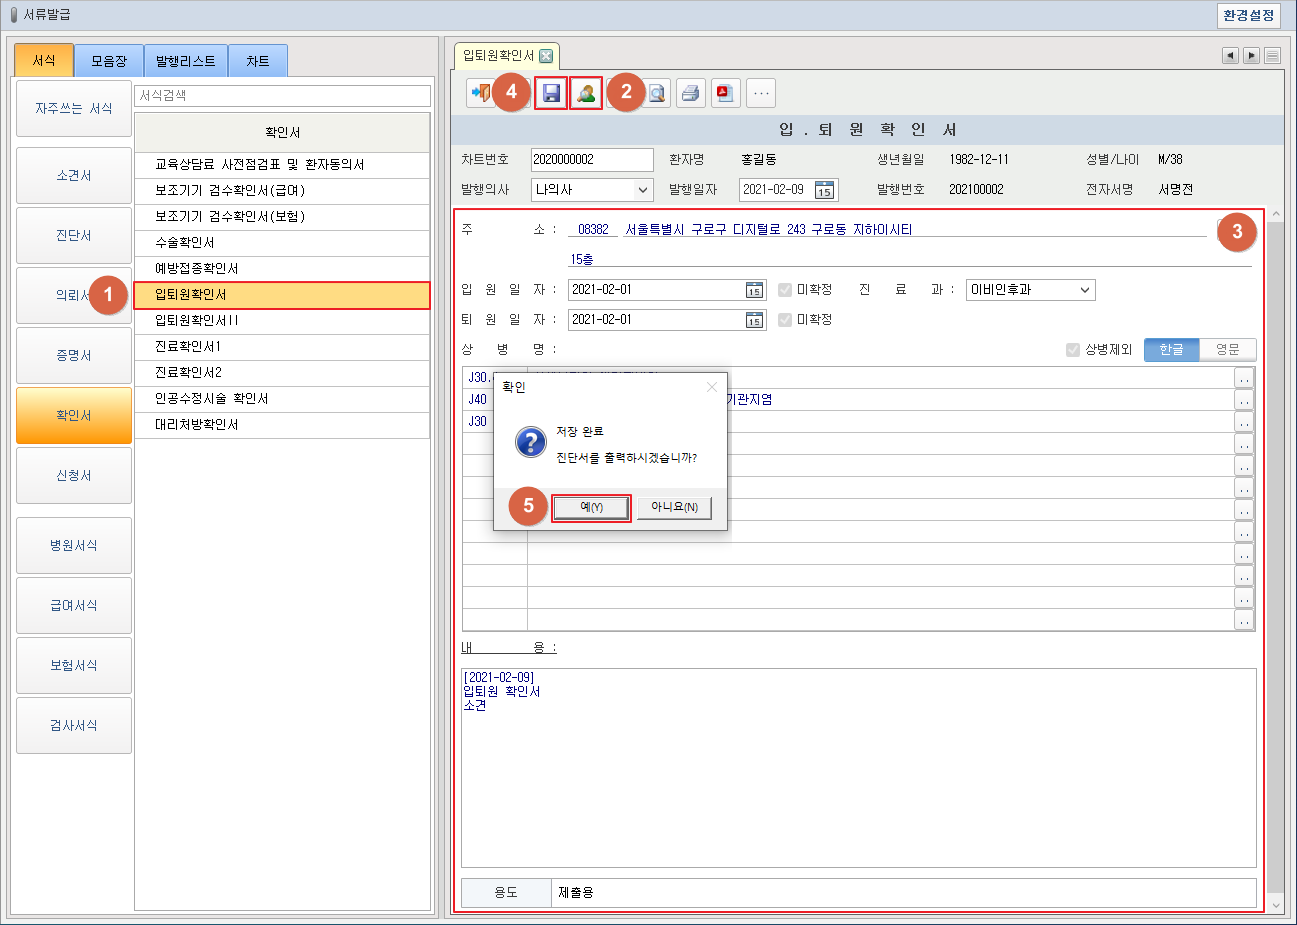 서류발급
환경설정
서식 모음장 발행리스트 차트
자주쓰는 서식
소견서
진단서
의뢰서
증명서
확인서
신청서
병원서식
급여서식
보험서식
검사서식
서식검색
확인서
교육상담료 사전점검표 및 환자동의서
보조기기 검수확인서(급여)
보조기기 검수확인서(보험)
수술확인서
예방접종확인서
1
입퇴원확인서
입퇴원확인서II
진료확인서1
진료확인서2
인공수정시술 확인서
대리처방확인서
입퇴원확인서
4 2
입 . 퇴 원 확 인 서
차트번호 2020000002 환자명 홍길동 생년월일 1982-12-11 성별/나이 M/38
발행의사 나의사 발행일자 2021-02-09 15 발행번호 202100002 전자서명 서명전
주 소 : 08382 서울특별시 구로구 디지털로 243 구로동 지하이시티 3
15층
입 원 일 자 : 2021-02-01 15 미확정 진 료 과 : 이비인후과
퇴 원 일 자 : 2021-02-01 15 미확정
상 병 명 : 상병제외 한글 영문
J30.
J40 기관지염
J30
확인
저장 완료
진단서를 출력하시겠습니까?
5 예(Y) 아니요(N)
내 용 :
[2021-02-09]
입퇴원 확인서
소견
용도 제출용